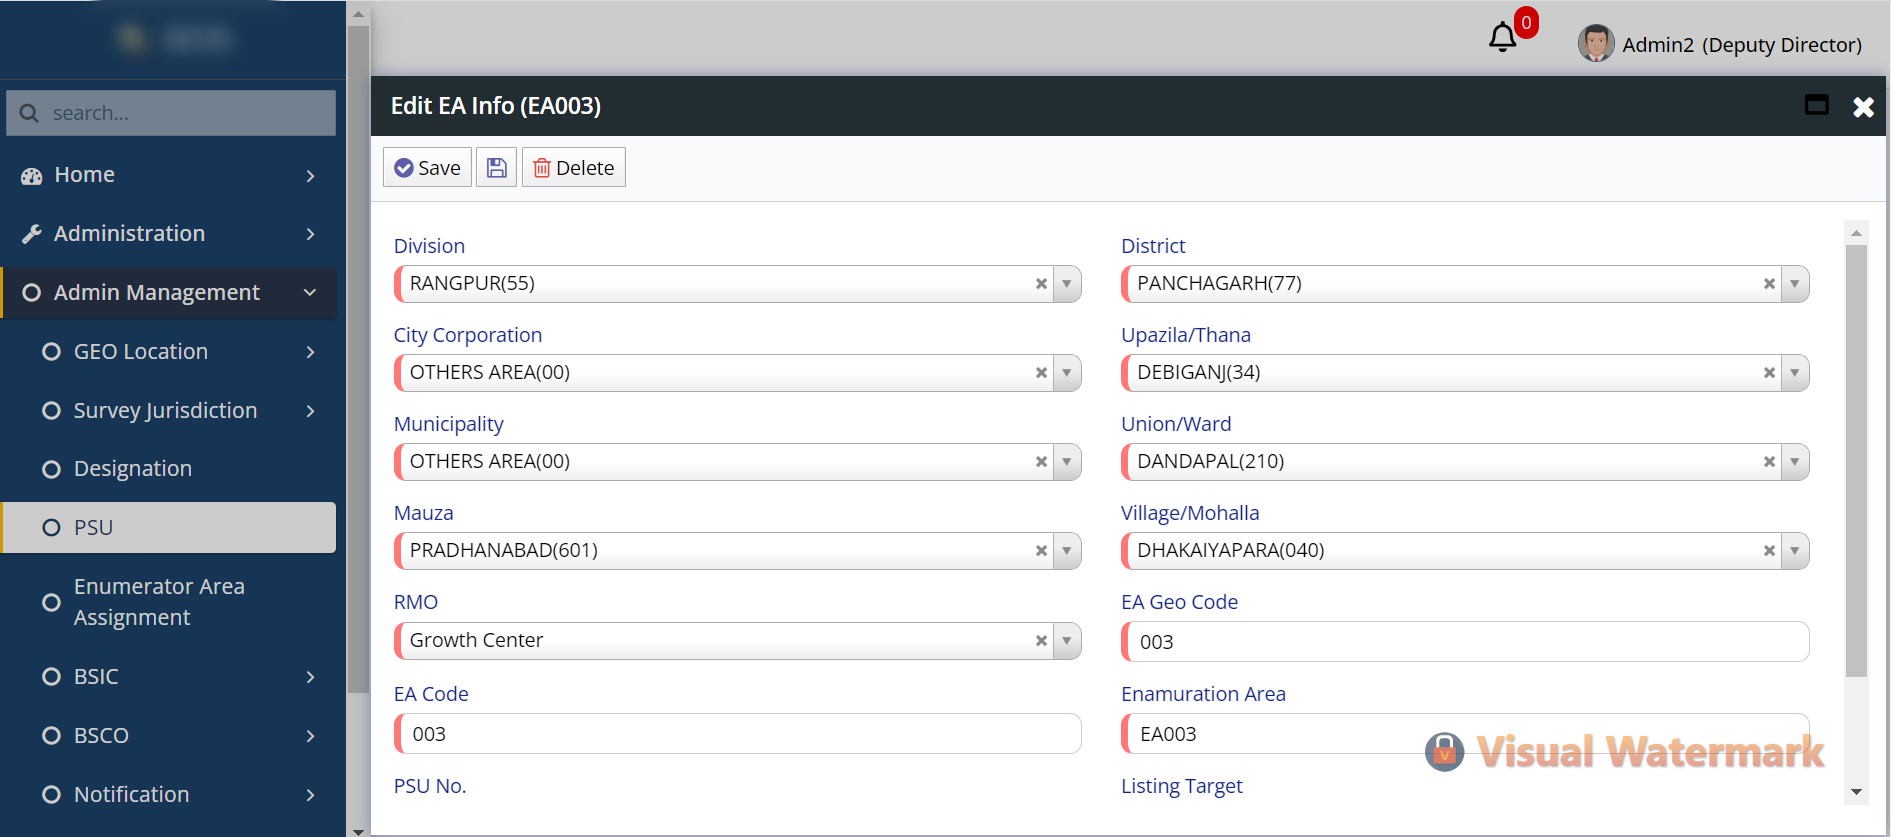 0
Admin2 (Deputy Director)
search...
Home
Administration
Admin Management
GEO Location
Survey Jurisdiction
Designation
PSU
Enumerator Area
Assignment
BSIC
BSCO
Notification
Edit EA Info (EA003)
Save
Delete
Division
District
RANGPUR(55)
PANCHAGARH(77)
City Corporation
Upazila/Thana
OTHERS AREA(00)
DEBIGANJ(34)
Municipality
Union/Ward
OTHERS AREA(00)
DANDAPAL(210)
Mauza
Village/Mohalla
PRADHANABAD(601)
DHAKAIYAPARA(040)
RMO
EA Geo Code
Growth Center
003
EA Code
Enamuration Area
003
EA003
V Visual Watermark
PSU No.
Listing Target